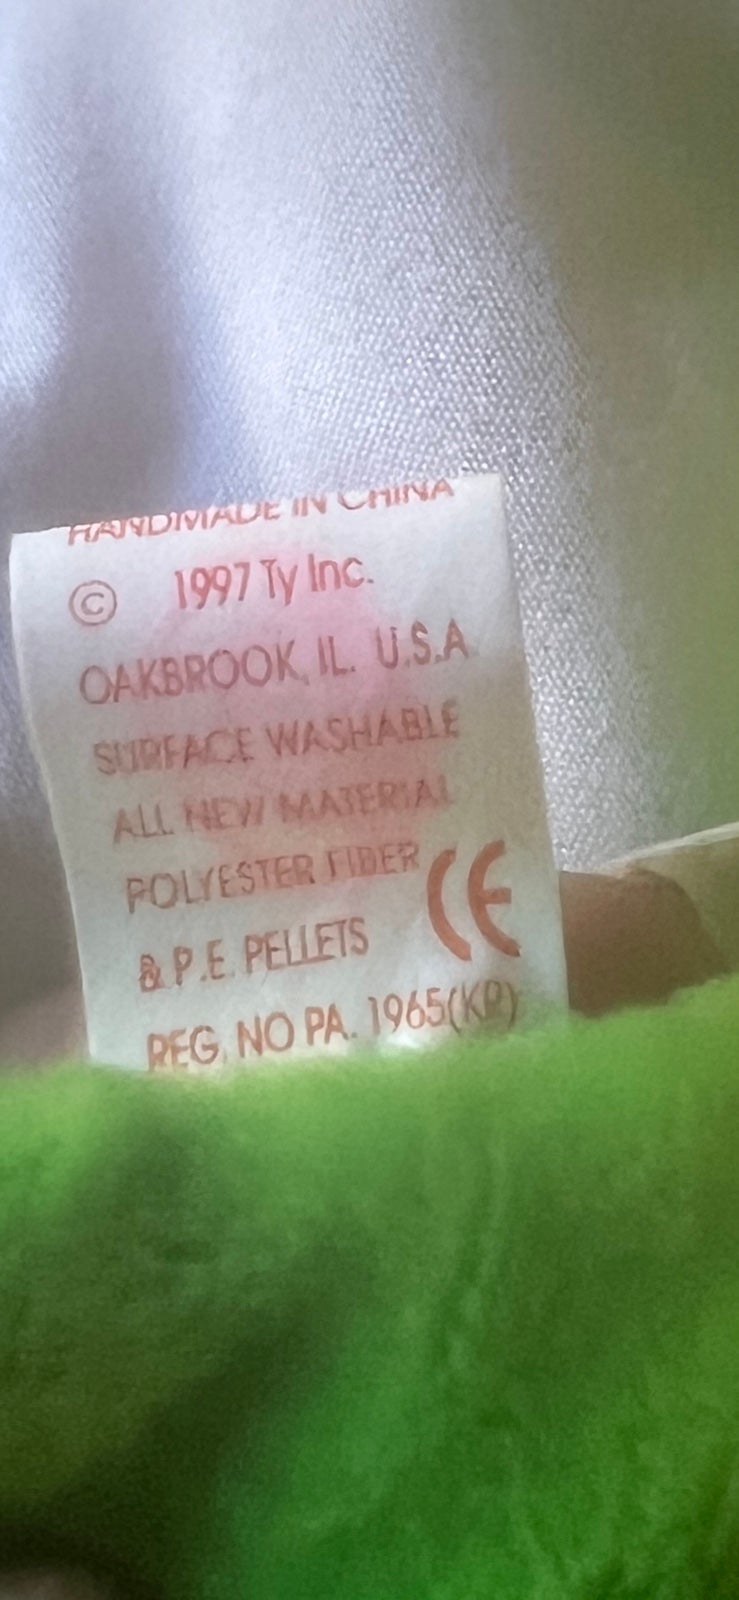 HANDMADE IN CHINA
© 1997 Ty Inc.
OAKBROOK, IL. U.S.A.
SURFACE WASHABLE
ALL NEW MATERIAL
POLYESTER FIBER
& P.E. PELLETS CE
REG. NO PA. 1965(KR)